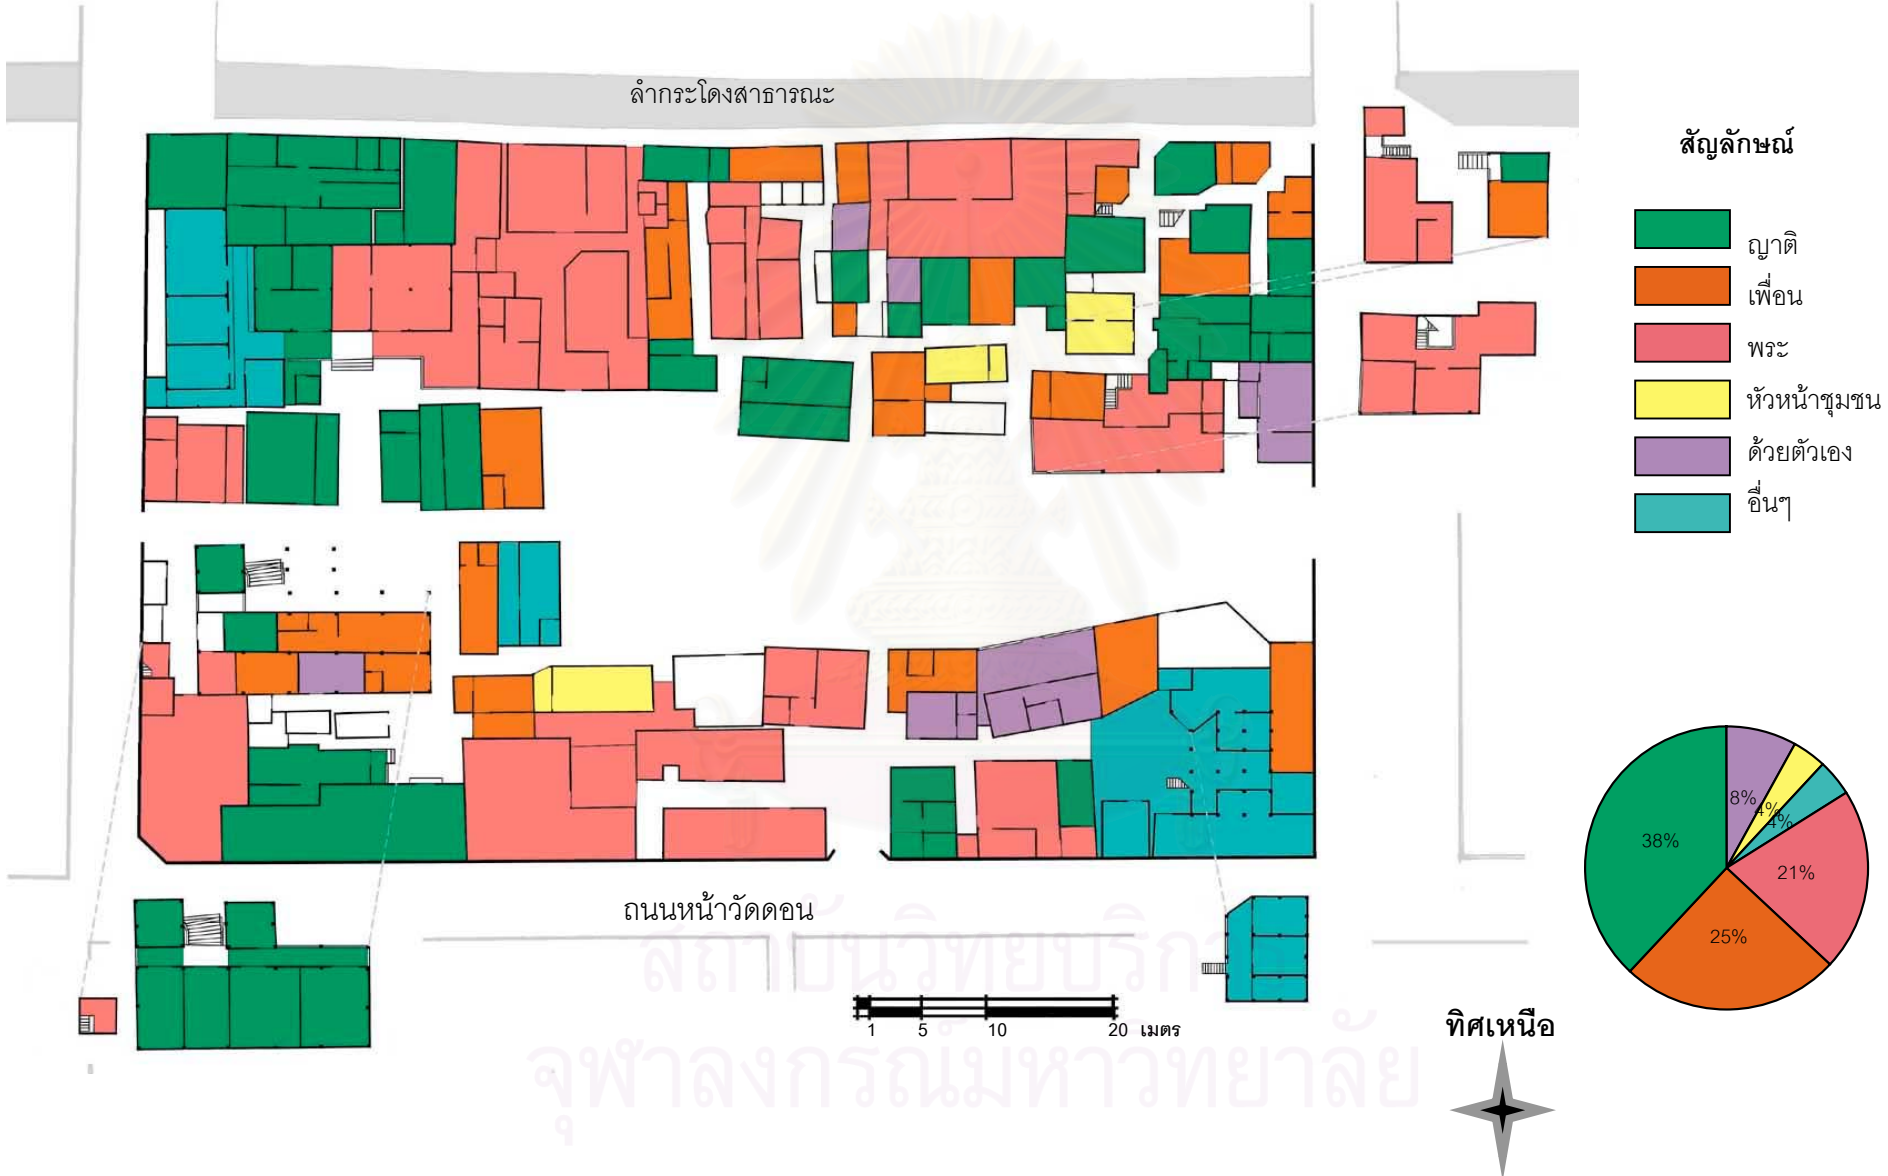 ลำกระโดงสาธารณะ
สัญลักษณ์
ญาติ
เพื่อน
พระ
หัวหน้าชุมชน
ด้วยตัวเอง
อื่นๆ
8%
4%
4%
38%
21%
25%
ถนนหน้าวัดดอน
สถาบันวิทยบริการ
1 5 10 20 เมตร
ทิศเหนือ
จุฬาลงกรณ์มหาวิทยาลัย